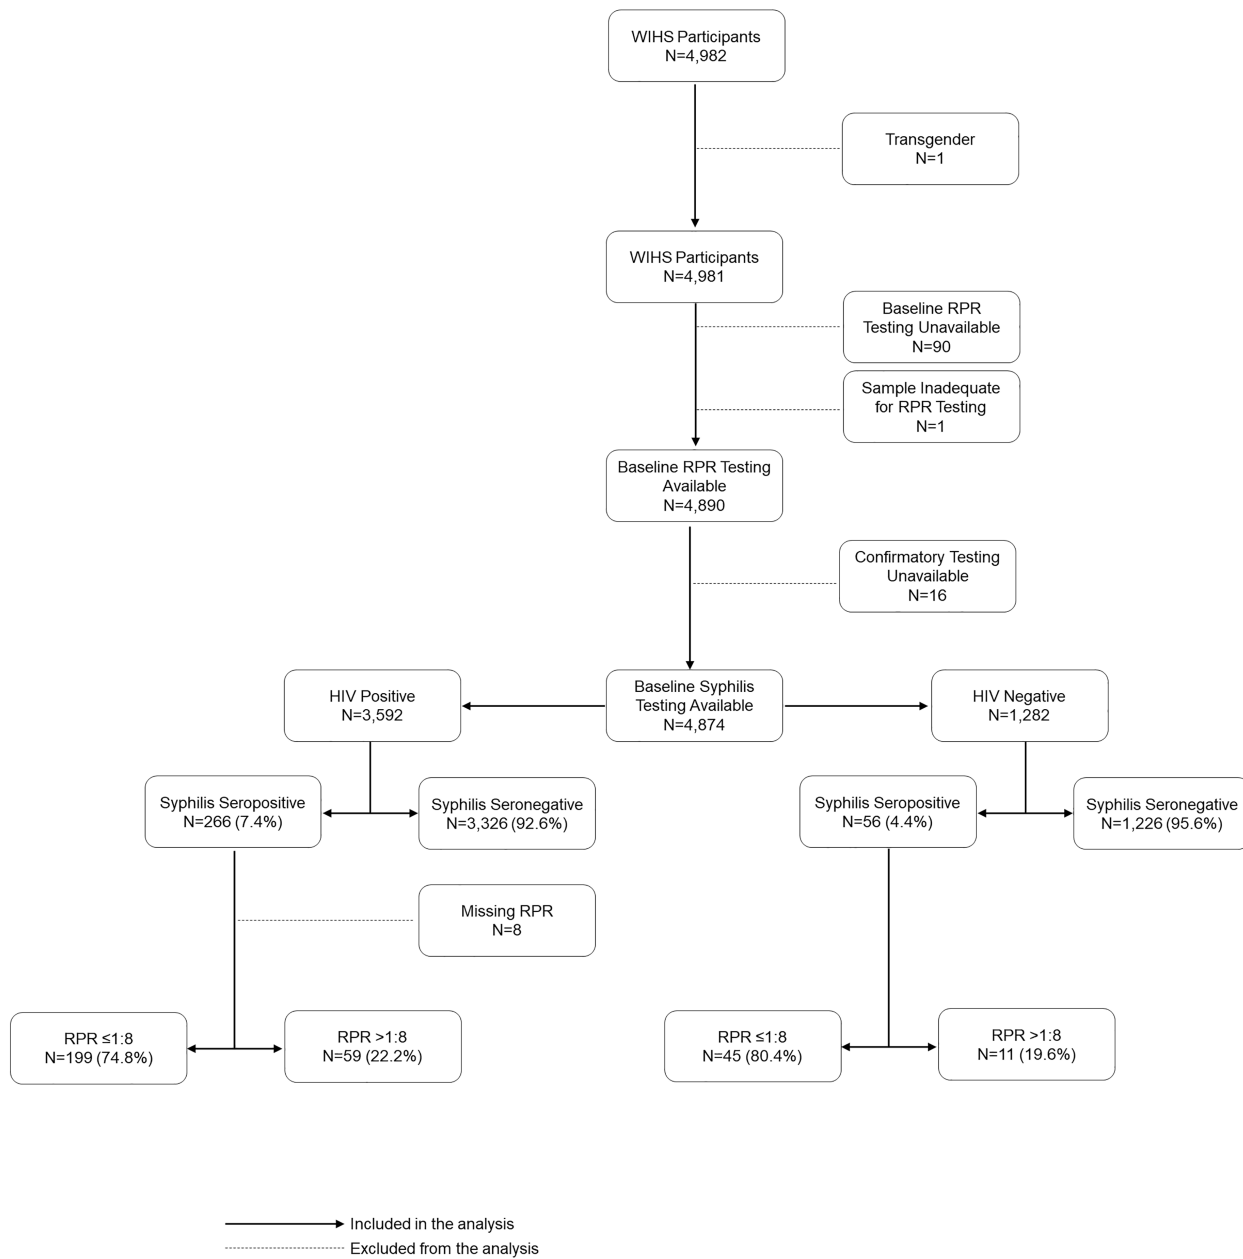 WIHS Participants
N=4,982
Transgender
N=1
WIHS Participants
N=4,981
Baseline RPR
Testing Unavailable
N=90
Sample Inadequate
for RPR Testing
N=1
Baseline RPR Testing
Available
N=4,890
Confirmatory Testing
Unavailable
N=16
HIV Positive
N=3,592
Baseline Syphilis
Testing Available
N=4,874
HIV Negative
N=1,282
Syphilis Seropositive
N=266 (7.4%)
Syphilis Seronegative
N=3,326 (92.6%)
Syphilis Seropositive
N=56 (4.4%)
Syphilis Seronegative
N=1,226 (95.6%)
Missing RPR
N=8
RPR ≤1:8
N=199 (74.8%)
RPR >1:8
N=59 (22.2%)
RPR ≤1:8
N=45 (80.4%)
RPR >1:8
N=11 (19.6%)
Included in the analysis
Excluded from the analysis